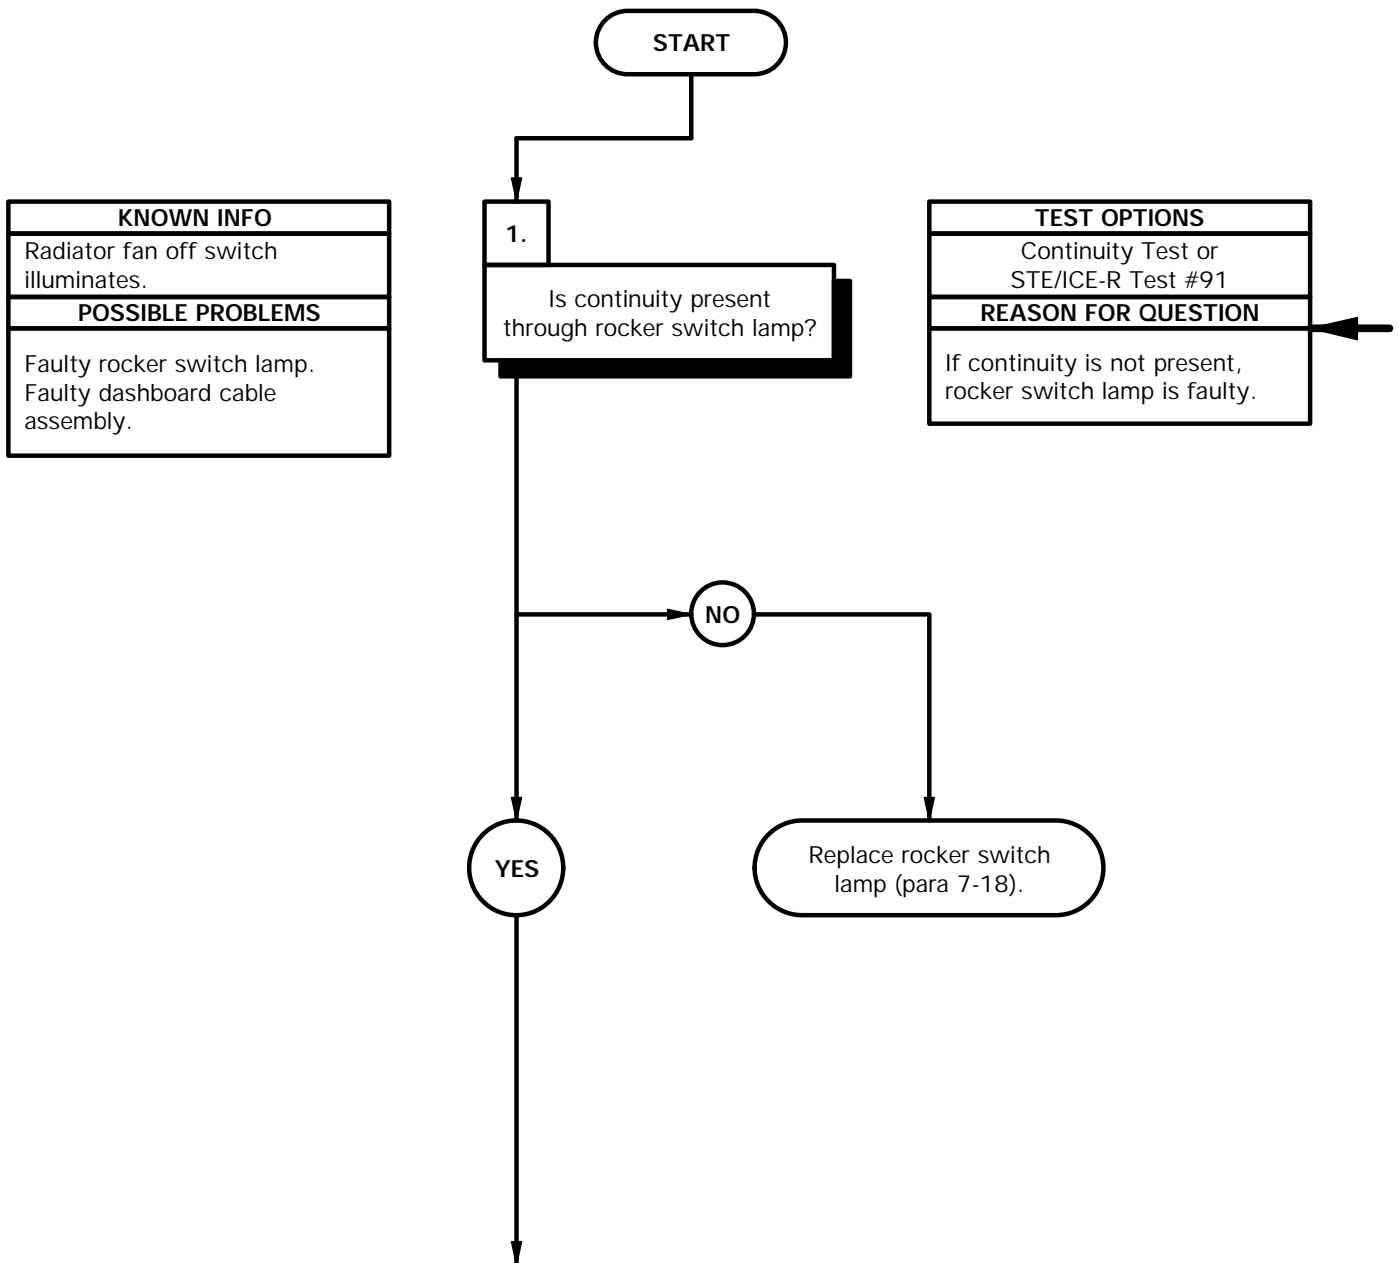 START
KNOWN INFO
Radiator fan off switch
illuminates.
POSSIBLE PROBLEMS
Faulty rocker switch lamp.
Faulty dashboard cable
assembly.
1.
Is continuity present
through rocker switch lamp?
TEST OPTIONS
Continuity Test or
STE/ICE-R Test #91
REASON FOR QUESTION
If continuity is not present,
rocker switch lamp is faulty.
NO
YES
Replace rocker switch
lamp (para 7-18).